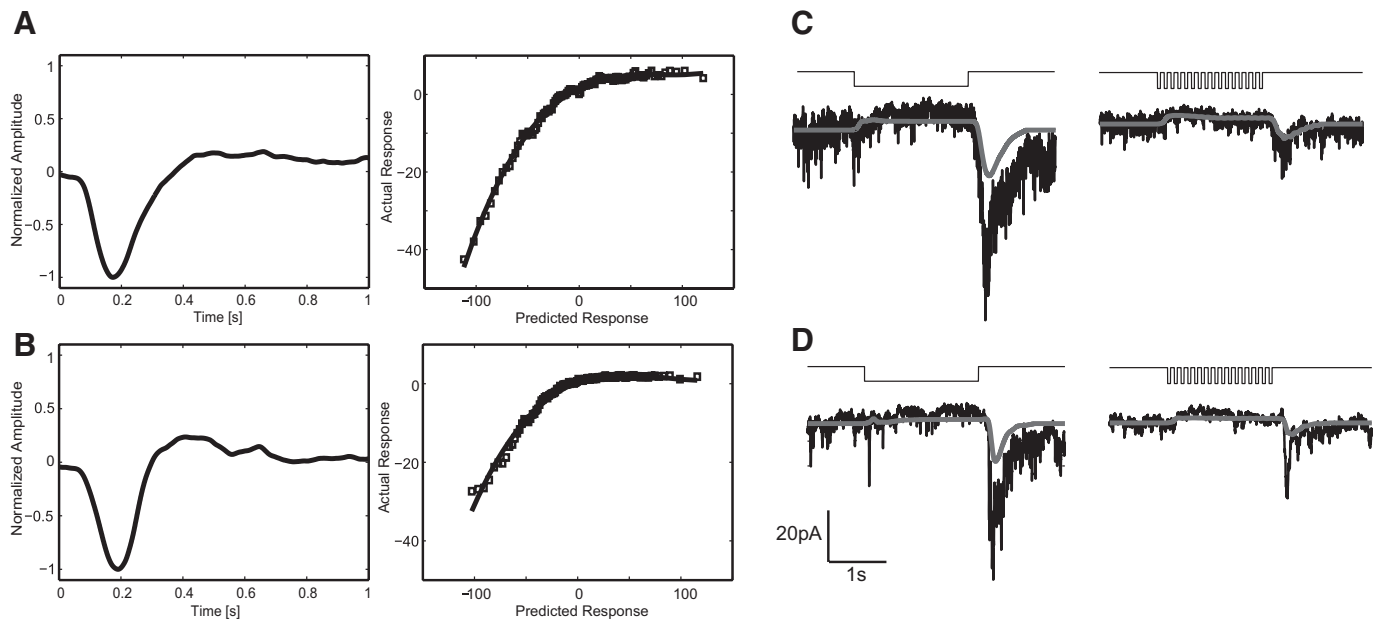 A
Normalized Amplitude
1
0.5
0
−0.5
−1
0 0.2 0.4 0.6 0.8 1
Time [s]
Actual Response
0
−20
−40
−100 0 100
Predicted Response
B
Normalized Amplitude
1
0.5
0
−0.5
−1
0 0.2 0.4 0.6 0.8 1
Time [s]
Actual Response
0
−20
−40
−100 0 100
Predicted Response
C
D
20pA
1s